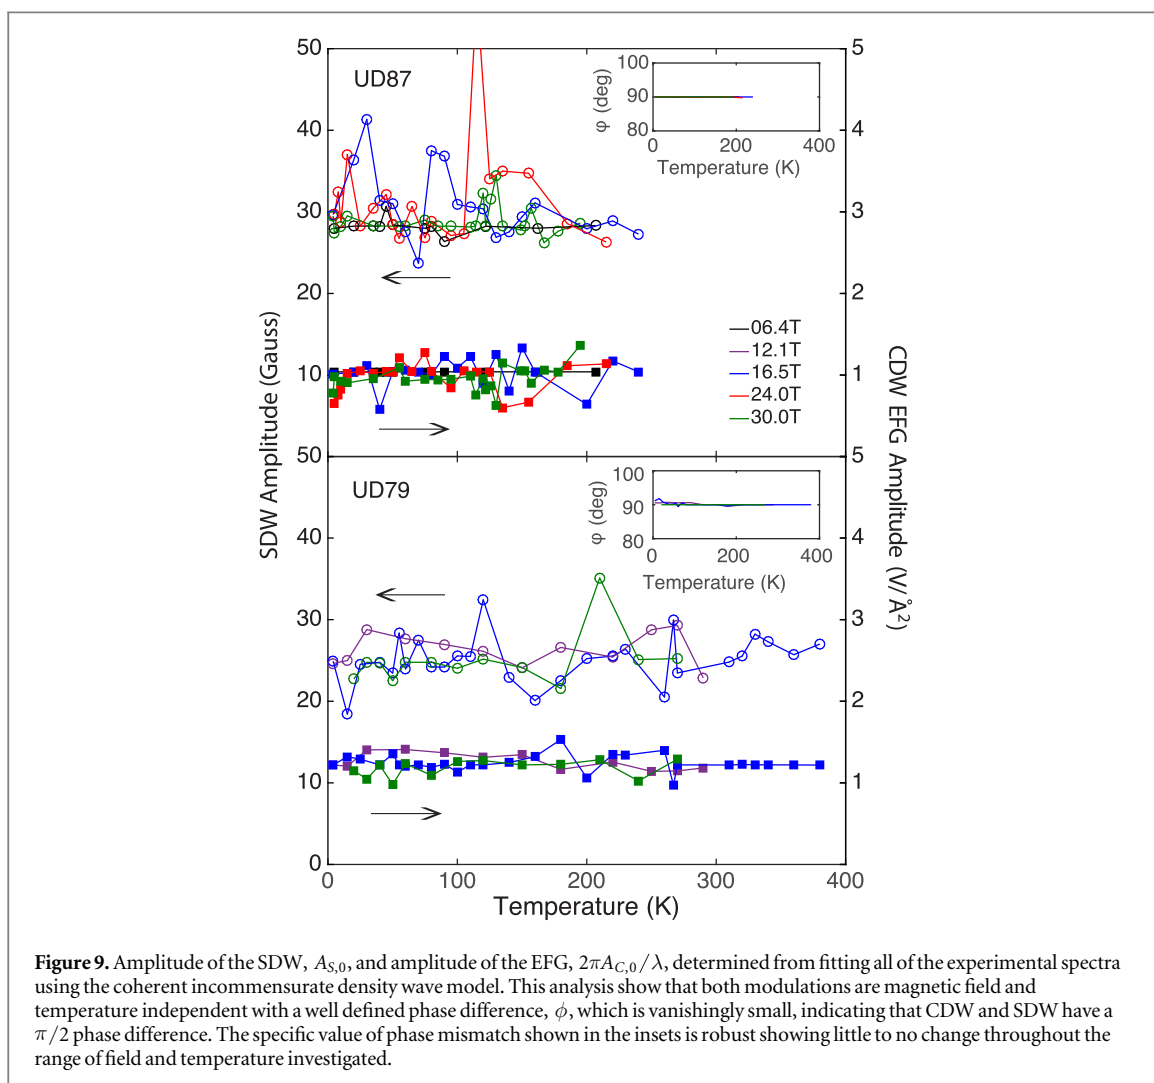 50
5
UD87
100
90
80
φ (deg)
0
200
400
Temperature (K)
40
4
30
3
20
2
06.4T
12.1T
16.5T
24.0T
30.0T
10
1
SDW Amplitude (Gauss)
CDW EFG Amplitude (V/Å²)
50
5
UD79
100
90
80
φ (deg)
0
200
400
Temperature (K)
40
4
30
3
20
2
10
1
0
0
0
100
200
300
400
Temperature (K)
Figure 9. Amplitude of the SDW, A_{S,0}, and amplitude of the EFG, 2πA_{C,0}/λ, determined from fitting all of the experimental spectra
using the coherent incommensurate density wave model. This analysis show that both modulations are magnetic field and
temperature independent with a well defined phase difference, ϕ, which is vanishingly small, indicating that CDW and SDW have a
π/2 phase difference. The specific value of phase mismatch shown in the insets is robust showing little to no change throughout the
range of field and temperature investigated.